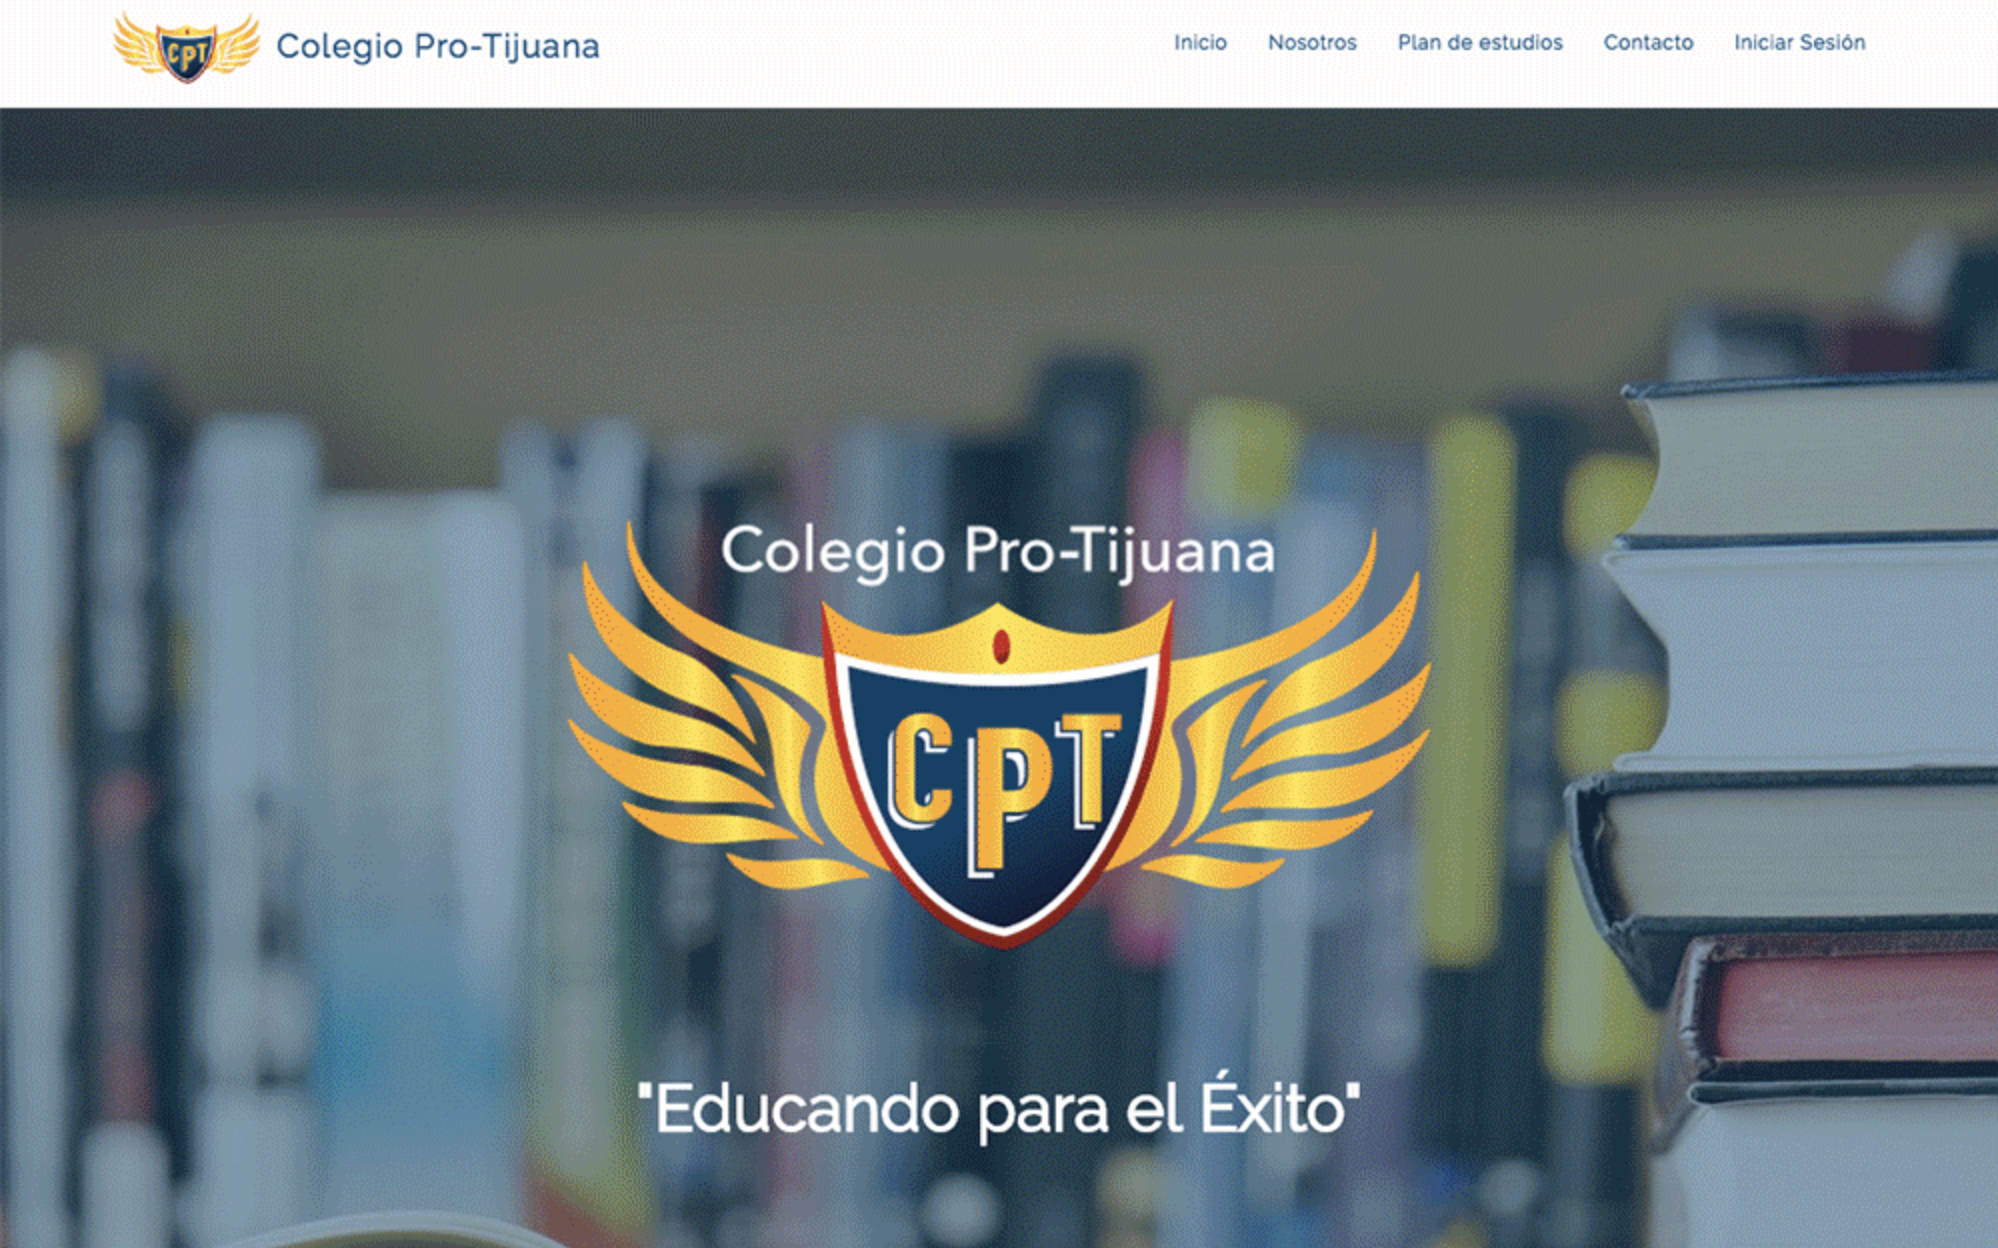 CPT
Colegio Pro-Tijuana
Inicio
Nosotros
Plan de estudios
Contacto
Iniciar Sesión
Colegio Pro-Tijuana
CPT
"Educando para el Éxito"